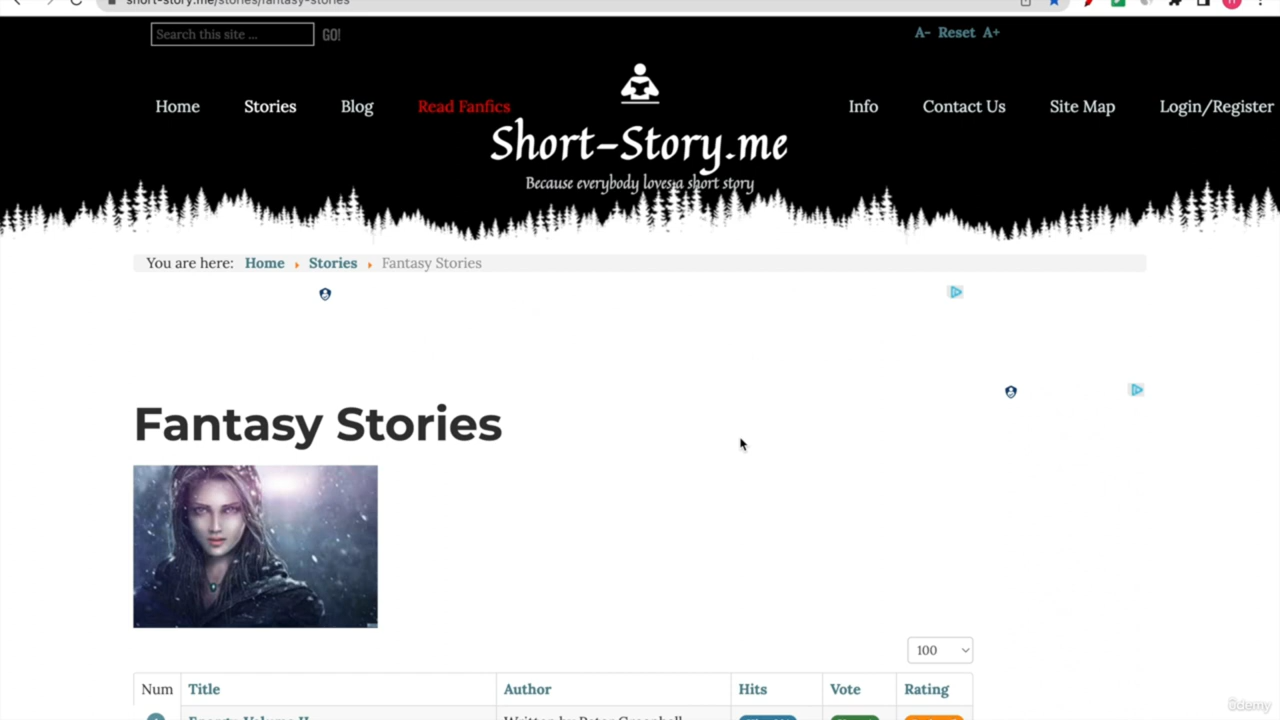 short-story.me/stories/fantasy-stories
Search this site ...
GO!
A- Reset A+
Home
Stories
Blog
Read Fanfics
Info
Contact Us
Site Map
Login/Register
Short-Story.me
Because everybody loves a short story
You are here: Home Stories Fantasy Stories
Fantasy Stories
100
Num
Title
Author
Hits
Vote
Rating
ûdemy